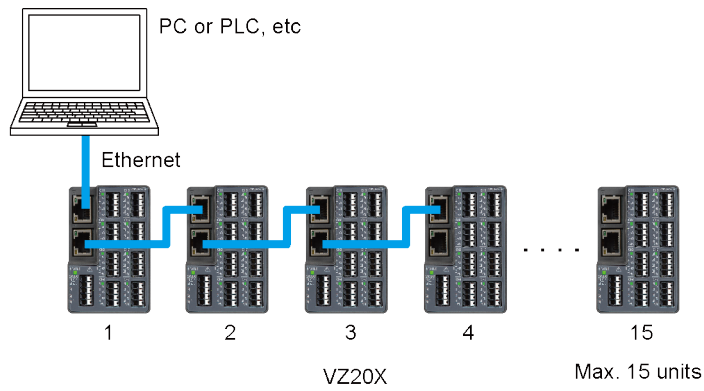 PC or PLC, etc
Ethernet
1
2
3
4
. . . .
15
VZ20X
Max. 15 units